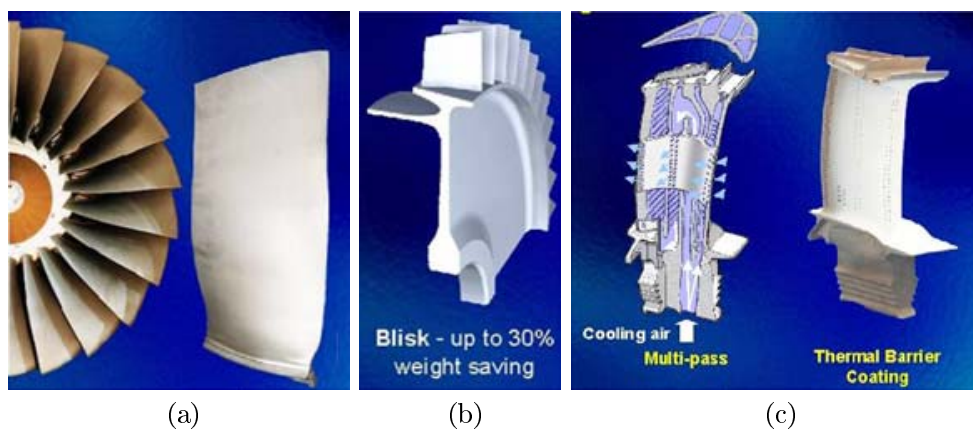 Blisk - up to 30%
weight saving
Cooling air
Multi-pass
Thermal Barrier
Coating
(a)
(b)
(c)